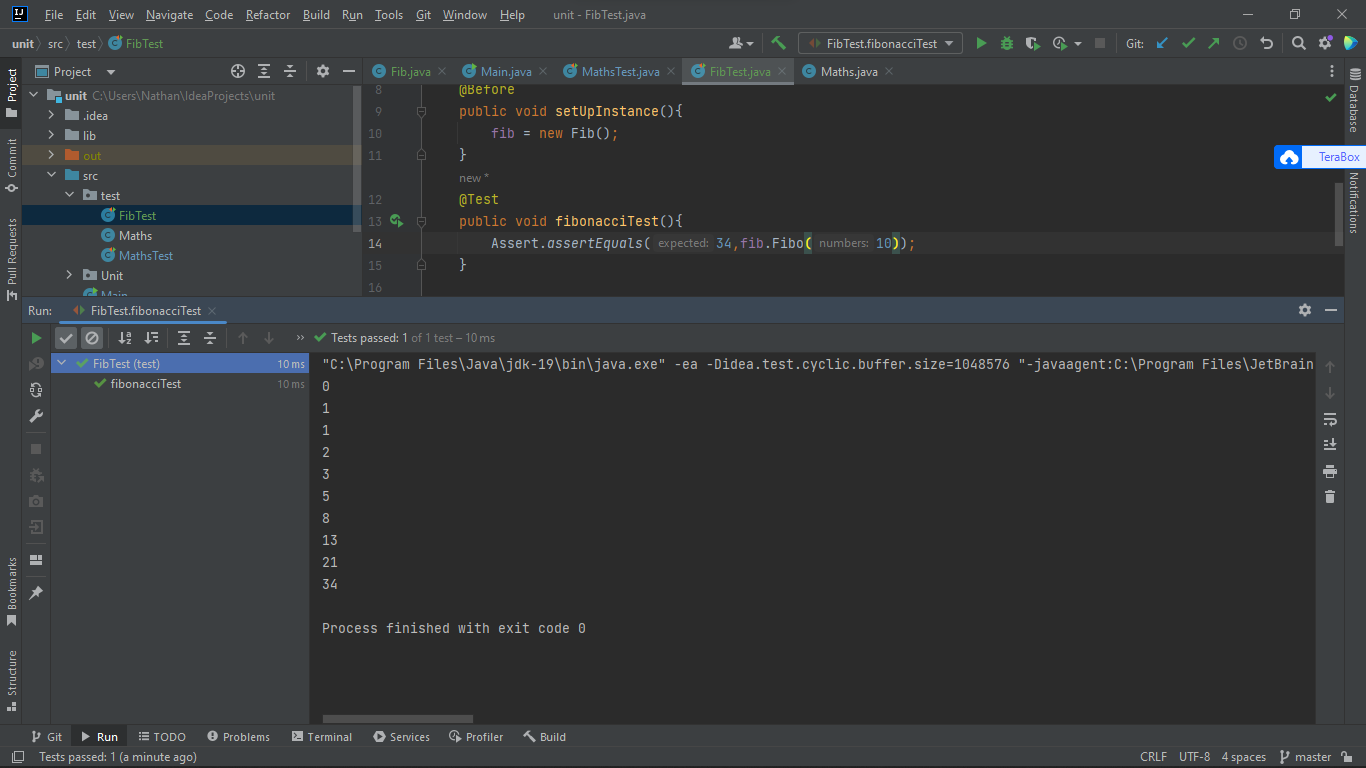 File Edit View Navigate Code Refactor Build Run Tools Git Window Help unit - FibTest.java
unit src test FibTest FibTest.fibonacciTest Git:
Project Fib.java Main.java MathsTest.java FibTest.java Maths.java
Project
Commit
Pull Requests
Bookmarks
Structure
unit C:\Users\Nathan\IdeaProjects\unit
.idea
lib
out
src
test
FibTest
Maths
MathsTest
Unit
Main
8 @Before
9 public void setUpInstance(){
10 fib = new Fib();
11 }
new *
12 @Test
13 public void fibonacciTest(){
14 Assert.assertEquals( expected: 34,fib.Fibo( numbers: 10));
15 }
16
Database
TeraBox
Notifications
Run: FibTest.fibonacciTest
Tests passed: 1 of 1 test – 10 ms
FibTest (test) 10 ms
fibonacciTest 10 ms
"C:\Program Files\Java\jdk-19\bin\java.exe" -ea -Didea.test.cyclic.buffer.size=1048576 "-javaagent:C:\Program Files\JetBrain
0
1
1
2
3
5
8
13
21
34
Process finished with exit code 0
Git Run TODO Problems Terminal Services Profiler Build
Tests passed: 1 (a minute ago) CRLF UTF-8 4 spaces master